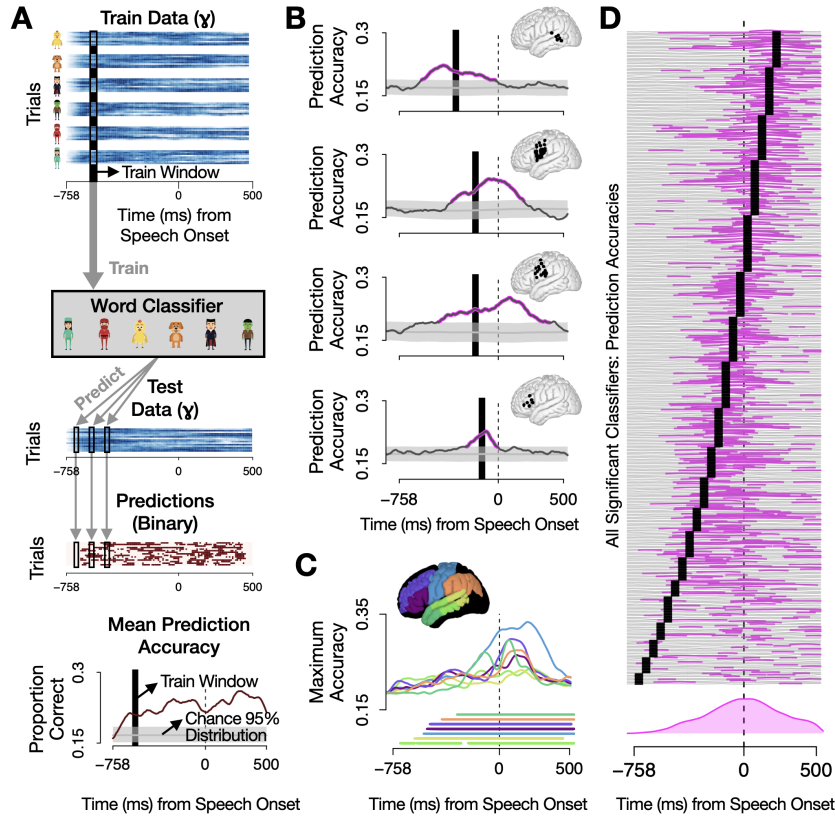 A
Train Data (ɣ)
Trials
Train Window
−758
0
500
Time (ms) from
Speech Onset
Train
Word Classifier
Predict
Test
Data (ɣ)
Trials
−758
0
500
Predictions
(Binary)
Trials
−758
0
500
Mean Prediction
Accuracy
Proportion
Correct
0.3
0.15
Train Window
Chance 95%
Distribution
−758
0
500
Time (ms) from Speech Onset
B
Prediction
Accuracy
0.3
0.15
Prediction
Accuracy
0.3
0.15
Prediction
Accuracy
0.3
0.15
Prediction
Accuracy
0.3
0.15
−758
0
500
Time (ms) from Speech Onset
C
Maximum
Accuracy
0.35
0.15
−758
0
500
Time (ms) from Speech Onset
D
All Significant Classifiers: Prediction Accuracies
−758
0
500
Time (ms) from Speech Onset